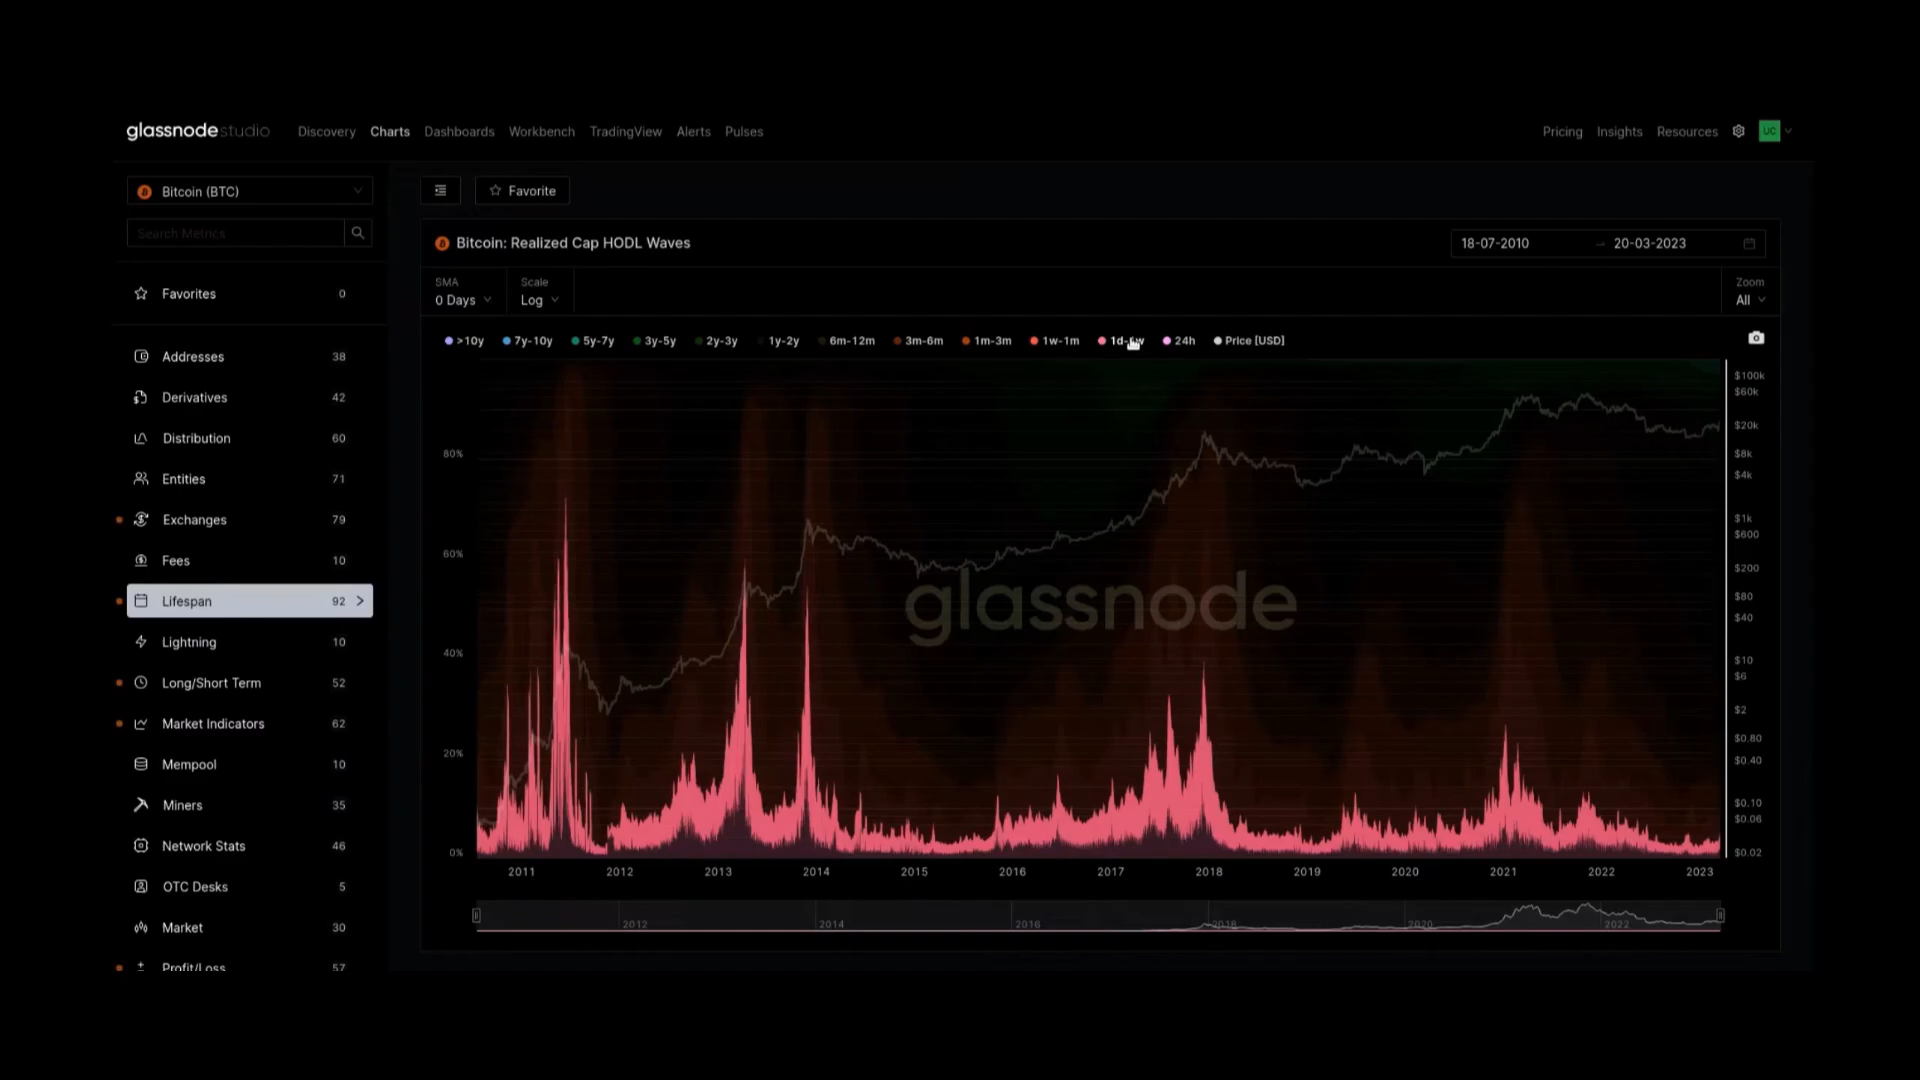 glassnodestudio Discovery Charts Dashboards Workbench TradingView Alerts Pulses Pricing Insights Resources UC
Bitcoin (BTC)
Favorite
Search Metrics
Bitcoin: Realized Cap HODL Waves
18-07-2010 → 20-03-2023
SMA
0 Days
Scale
Log
Zoom
All
Favorites 0
Addresses 38
Derivatives 42
Distribution 60
Entities 71
Exchanges 79
Fees 10
Lifespan 92
Lightning 10
Long/Short Term 52
Market Indicators 62
Mempool 10
Miners 35
Network Stats 46
OTC Desks 5
Market 30
Profit/Loss 57
>10y 7y-10y 5y-7y 3y-5y 2y-3y 1y-2y 6m-12m 3m-6m 1m-3m 1w-1m 24h Price [USD]
80%
60%
40%
20%
0%
glassnode
$100k
$60k
$20k
$8k
$4k
$1k
$600
$200
$80
$40
$10
$6
$2
$0.80
$0.40
$0.10
$0.06
$0.02
2011 2012 2013 2014 2015 2016 2017 2018 2019 2020 2021 2022 2023
2012 2014 2016 2018 2020 2022